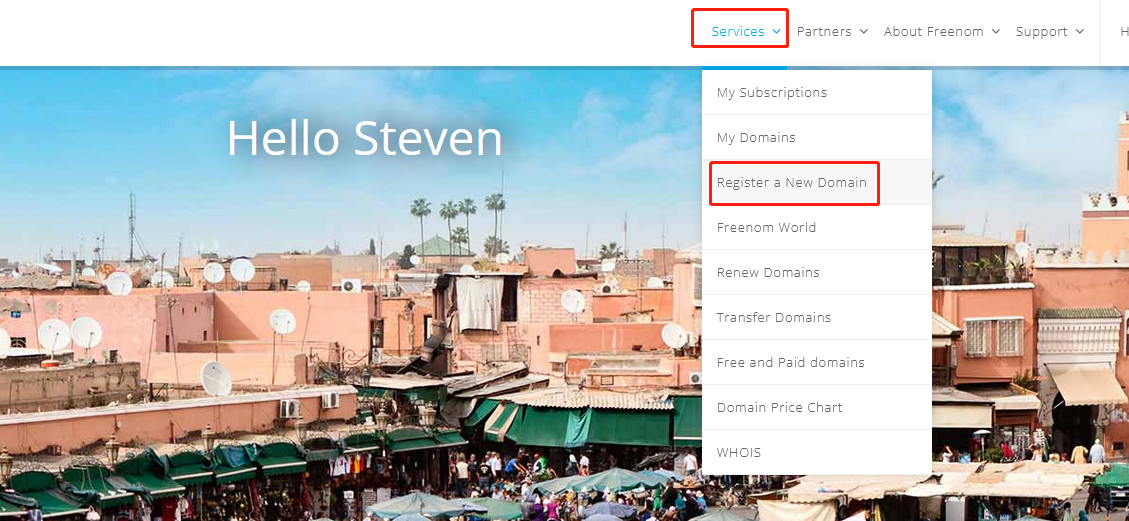 Services Partners About Freenom Support H
My Subscriptions
Hello Steven
My Domains
Register a New Domain
Freenom World
Renew Domains
Transfer Domains
Free and Paid domains
Domain Price Chart
WHOIS